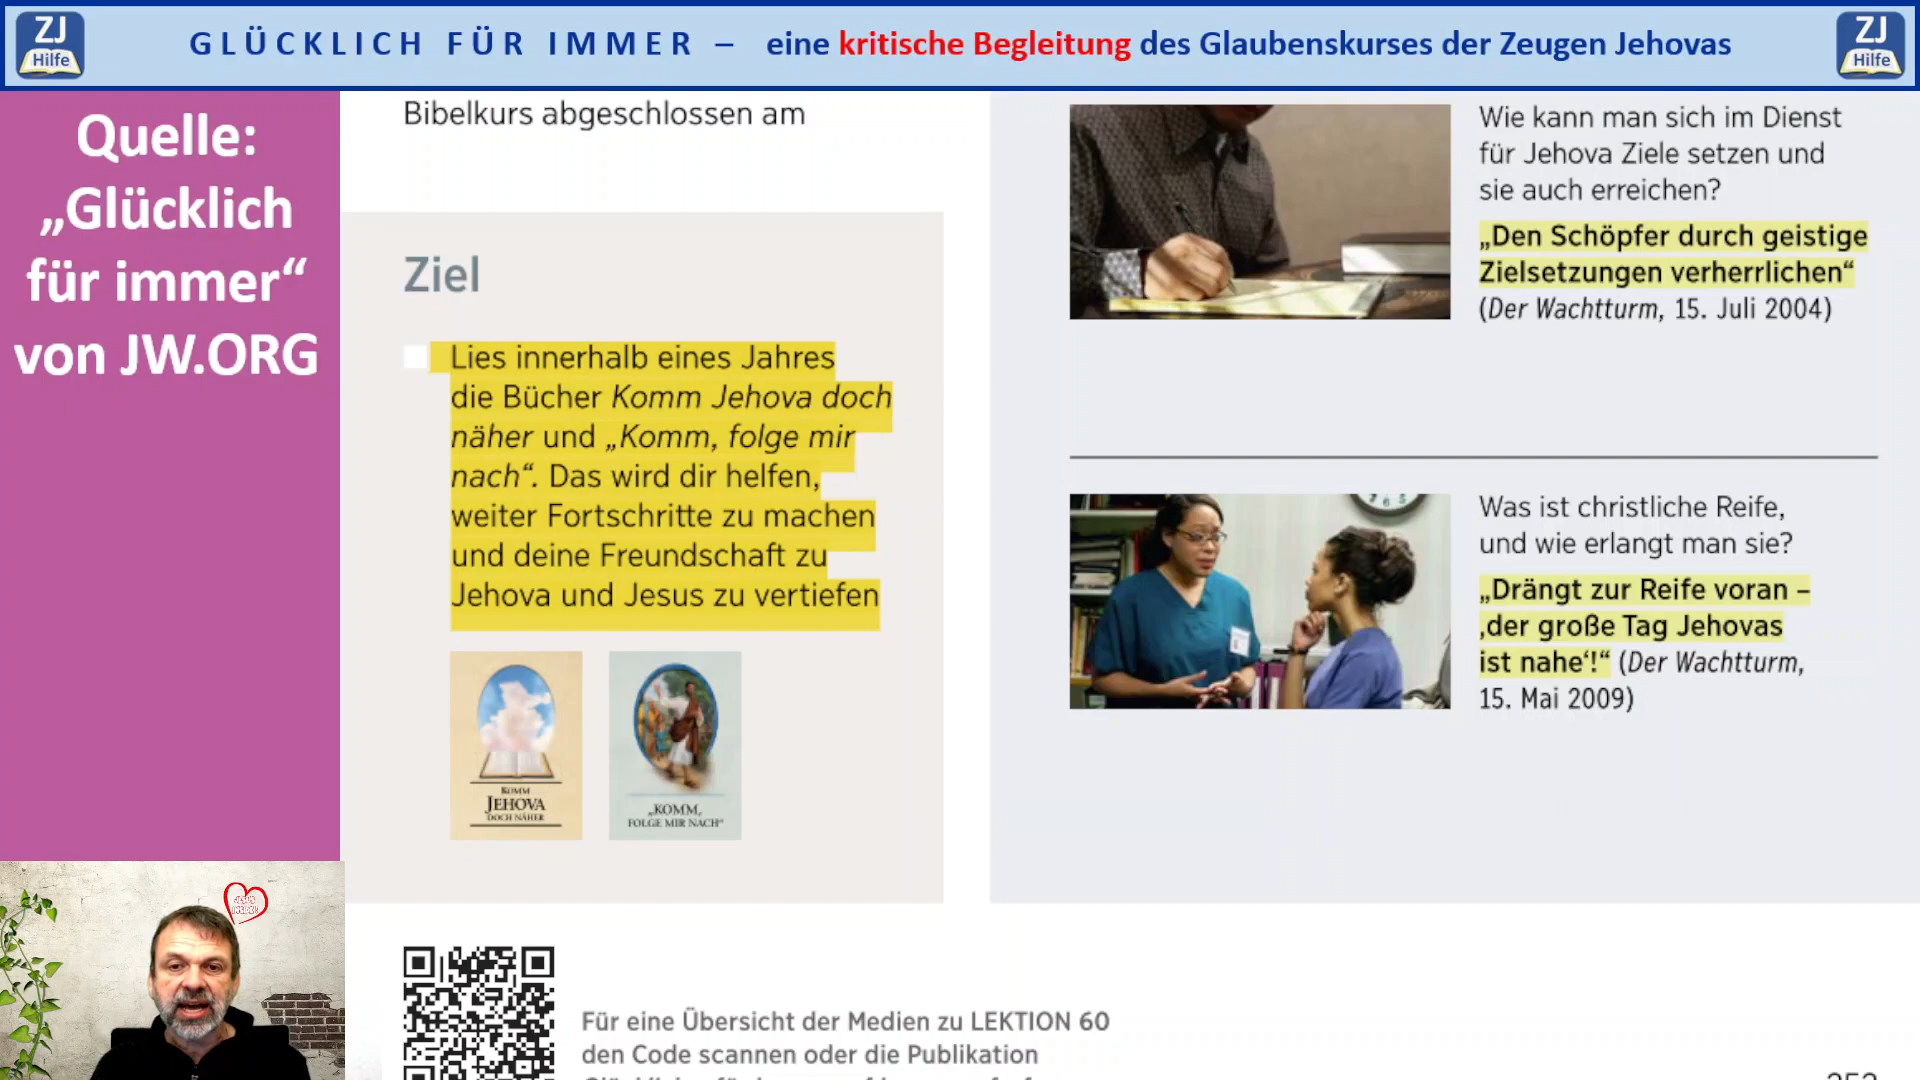 ZJ
Hilfe
GLÜCKLICH FÜR IMMER – eine kritische Begleitung des Glaubenskurses der Zeugen Jehovas
ZJ
Hilfe
Quelle:
„Glücklich
für immer“
von JW.ORG
Bibelkurs abgeschlossen am
Ziel
Lies innerhalb eines Jahres
die Bücher Komm Jehova doch
näher und „Komm, folge mir
nach“. Das wird dir helfen,
weiter Fortschritte zu machen
und deine Freundschaft zu
Jehova und Jesus zu vertiefen
KOMM
JEHOVA
DOCH NÄHER
„KOMM,
FOLGE MIR NACH“
Wie kann man sich im Dienst
für Jehova Ziele setzen und
sie auch erreichen?
„Den Schöpfer durch geistige
Zielsetzungen verherrlichen“
(Der Wachtturm, 15. Juli 2004)
Was ist christliche Reife,
und wie erlangt man sie?
„Drängt zur Reife voran –
‚der große Tag Jehovas
ist nahe‘!“ (Der Wachtturm,
15. Mai 2009)
Für eine Übersicht der Medien zu LEKTION 60
den Code scannen oder die Publikation